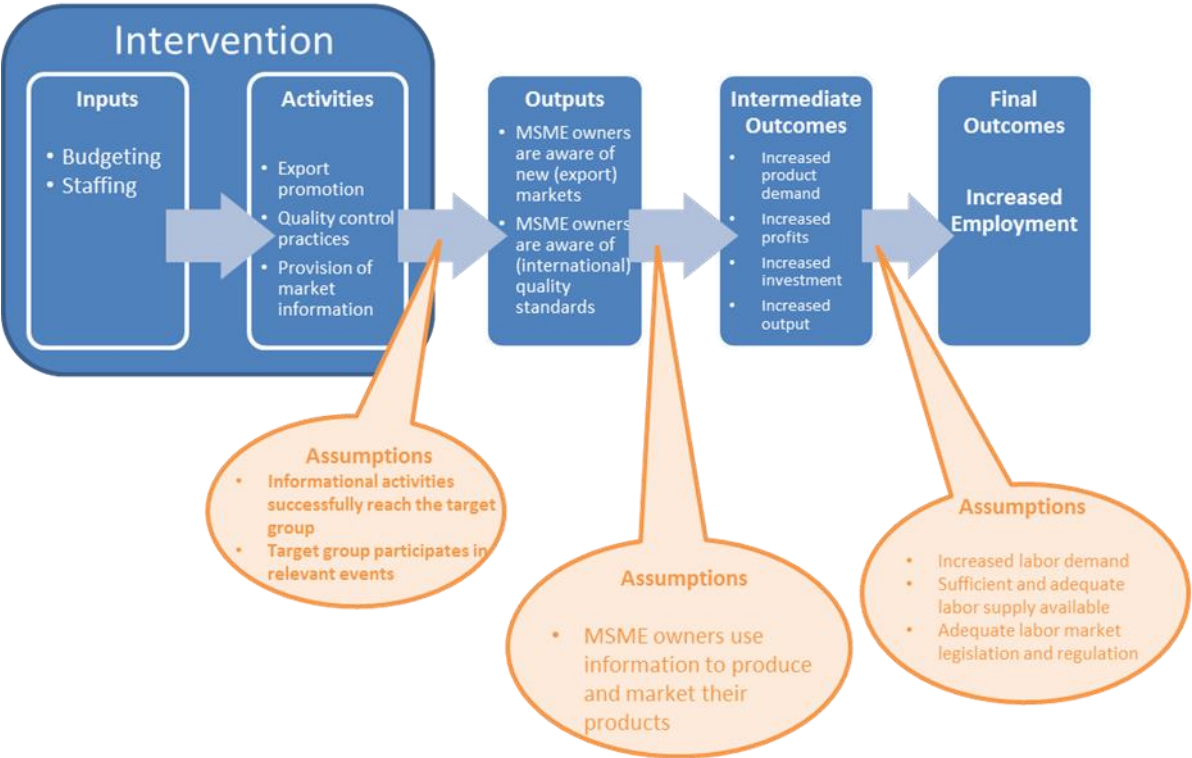 Intervention
Inputs
• Budgeting
• Staffing
Activities
• Export
promotion
• Quality control
practices
• Provision of
market
information
Outputs
• MSME owners
are aware of
new (export)
markets
• MSME owners
are aware of
(international)
quality
standards
Intermediate
Outcomes
• Increased
product
demand
• Increased
profits
• Increased
investment
• Increased
output
Final
Outcomes
Increased
Employment
Assumptions
• Informational activities
successfully reach the target
group
• Target group participates in
relevant events
Assumptions
• MSME owners use
information to produce
and market their
products
Assumptions
• Increased labor demand
• Sufficient and adequate
labor supply available
• Adequate labor market
legislation and regulation